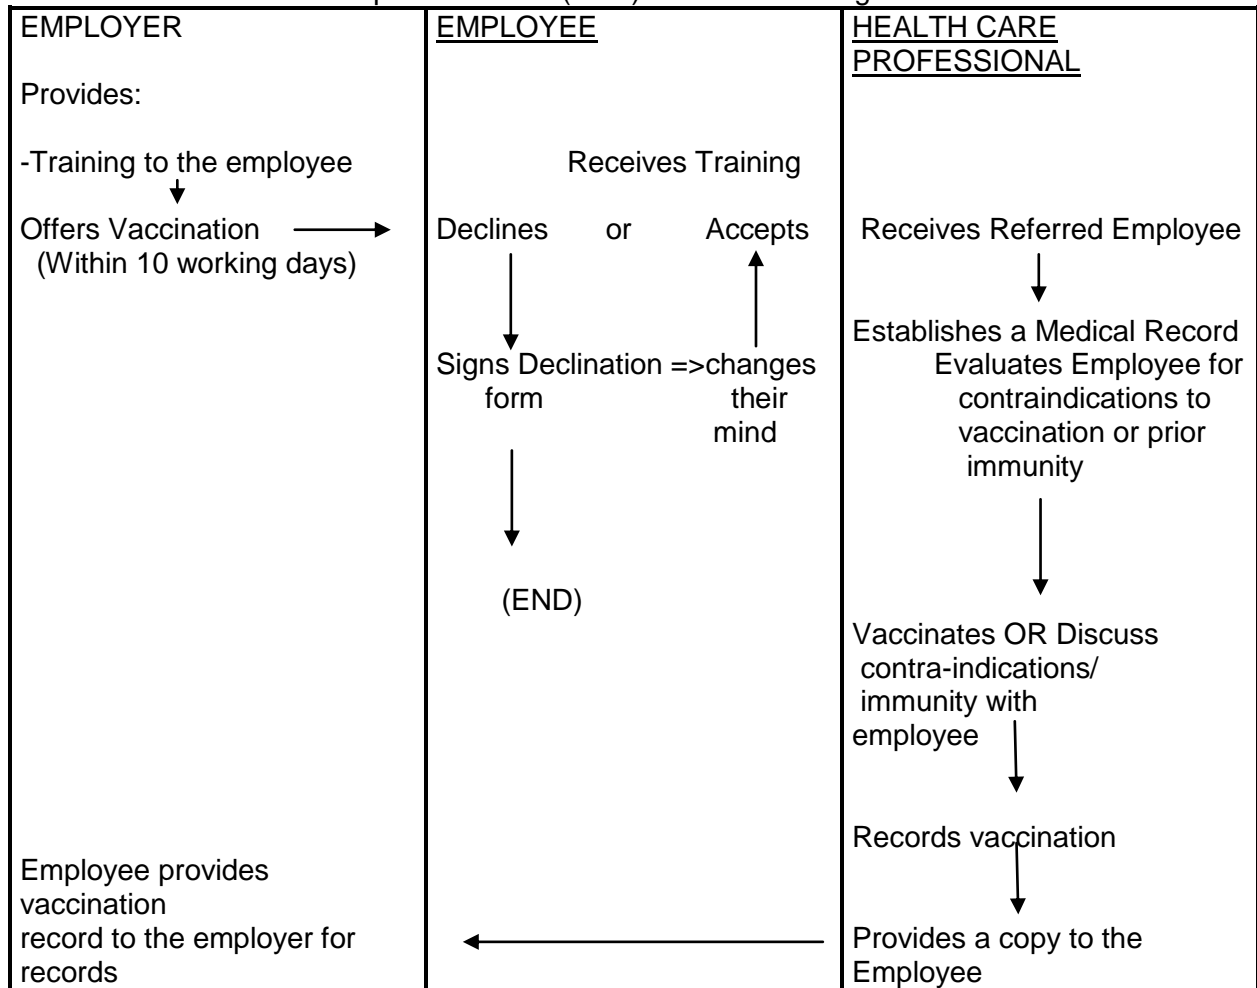 EMPLOYER
Provides:
-Training to the employee
Offers Vaccination
(Within 10 working days)
Employee provides
vaccination
record to the employer for
records
EMPLOYEE
Receives Training
Declines or Accepts
Signs Declination =>changes
form their
mind
(END)
HEALTH CARE
PROFESSIONAL
Receives Referred Employee
Establishes a Medical Record
Evaluates Employee for
contraindications to
vaccination or prior
immunity
Vaccinates OR Discuss
contra-indications/
immunity with
employee
Records vaccination
Provides a copy to the
Employee